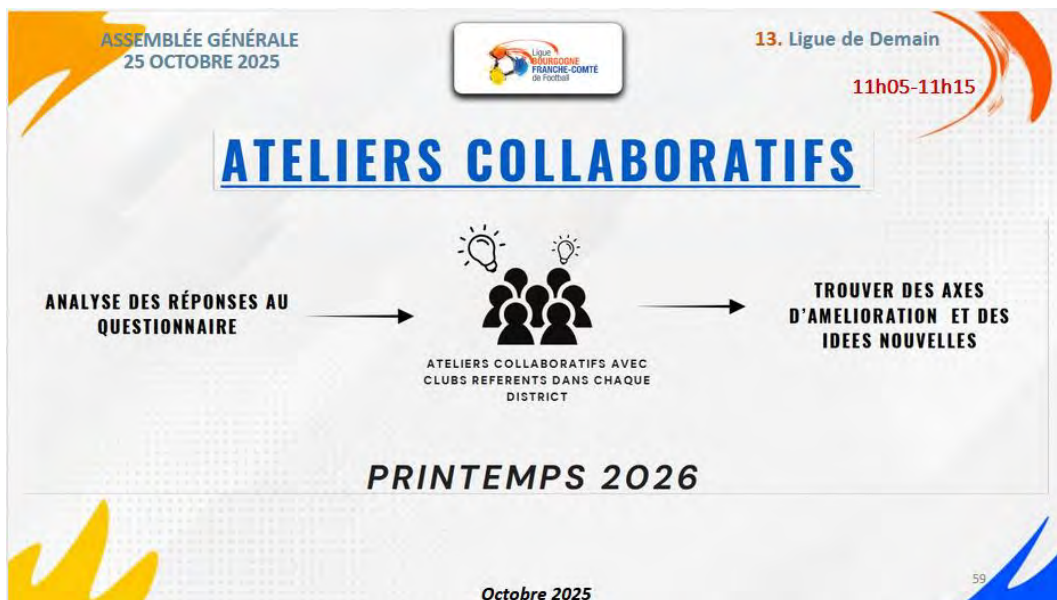 ASSEMBLÉE GÉNÉRALE
25 OCTOBRE 2025
Ligue
BOURGOGNE
FRANCHE-COMTÉ
de Football
13. Ligue de Demain
11h05-11h15
ATELIERS COLLABORATIFS
ANALYSE DES RÉPONSES AU
QUESTIONNAIRE
ATELIERS COLLABORATIFS AVEC
CLUBS REFERENTS DANS CHAQUE
DISTRICT
TROUVER DES AXES
D'AMELIORATION ET DES
IDEES NOUVELLES
PRINTEMPS 2026
Octobre 2025
59